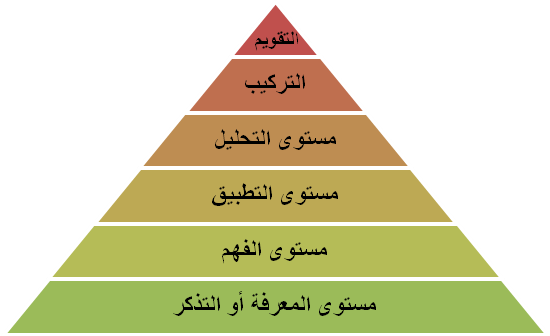 التقويم
التركيب
مستوى التحليل
مستوى التطبيق
مستوى الفهم
مستوى المعرفة أو التذكر